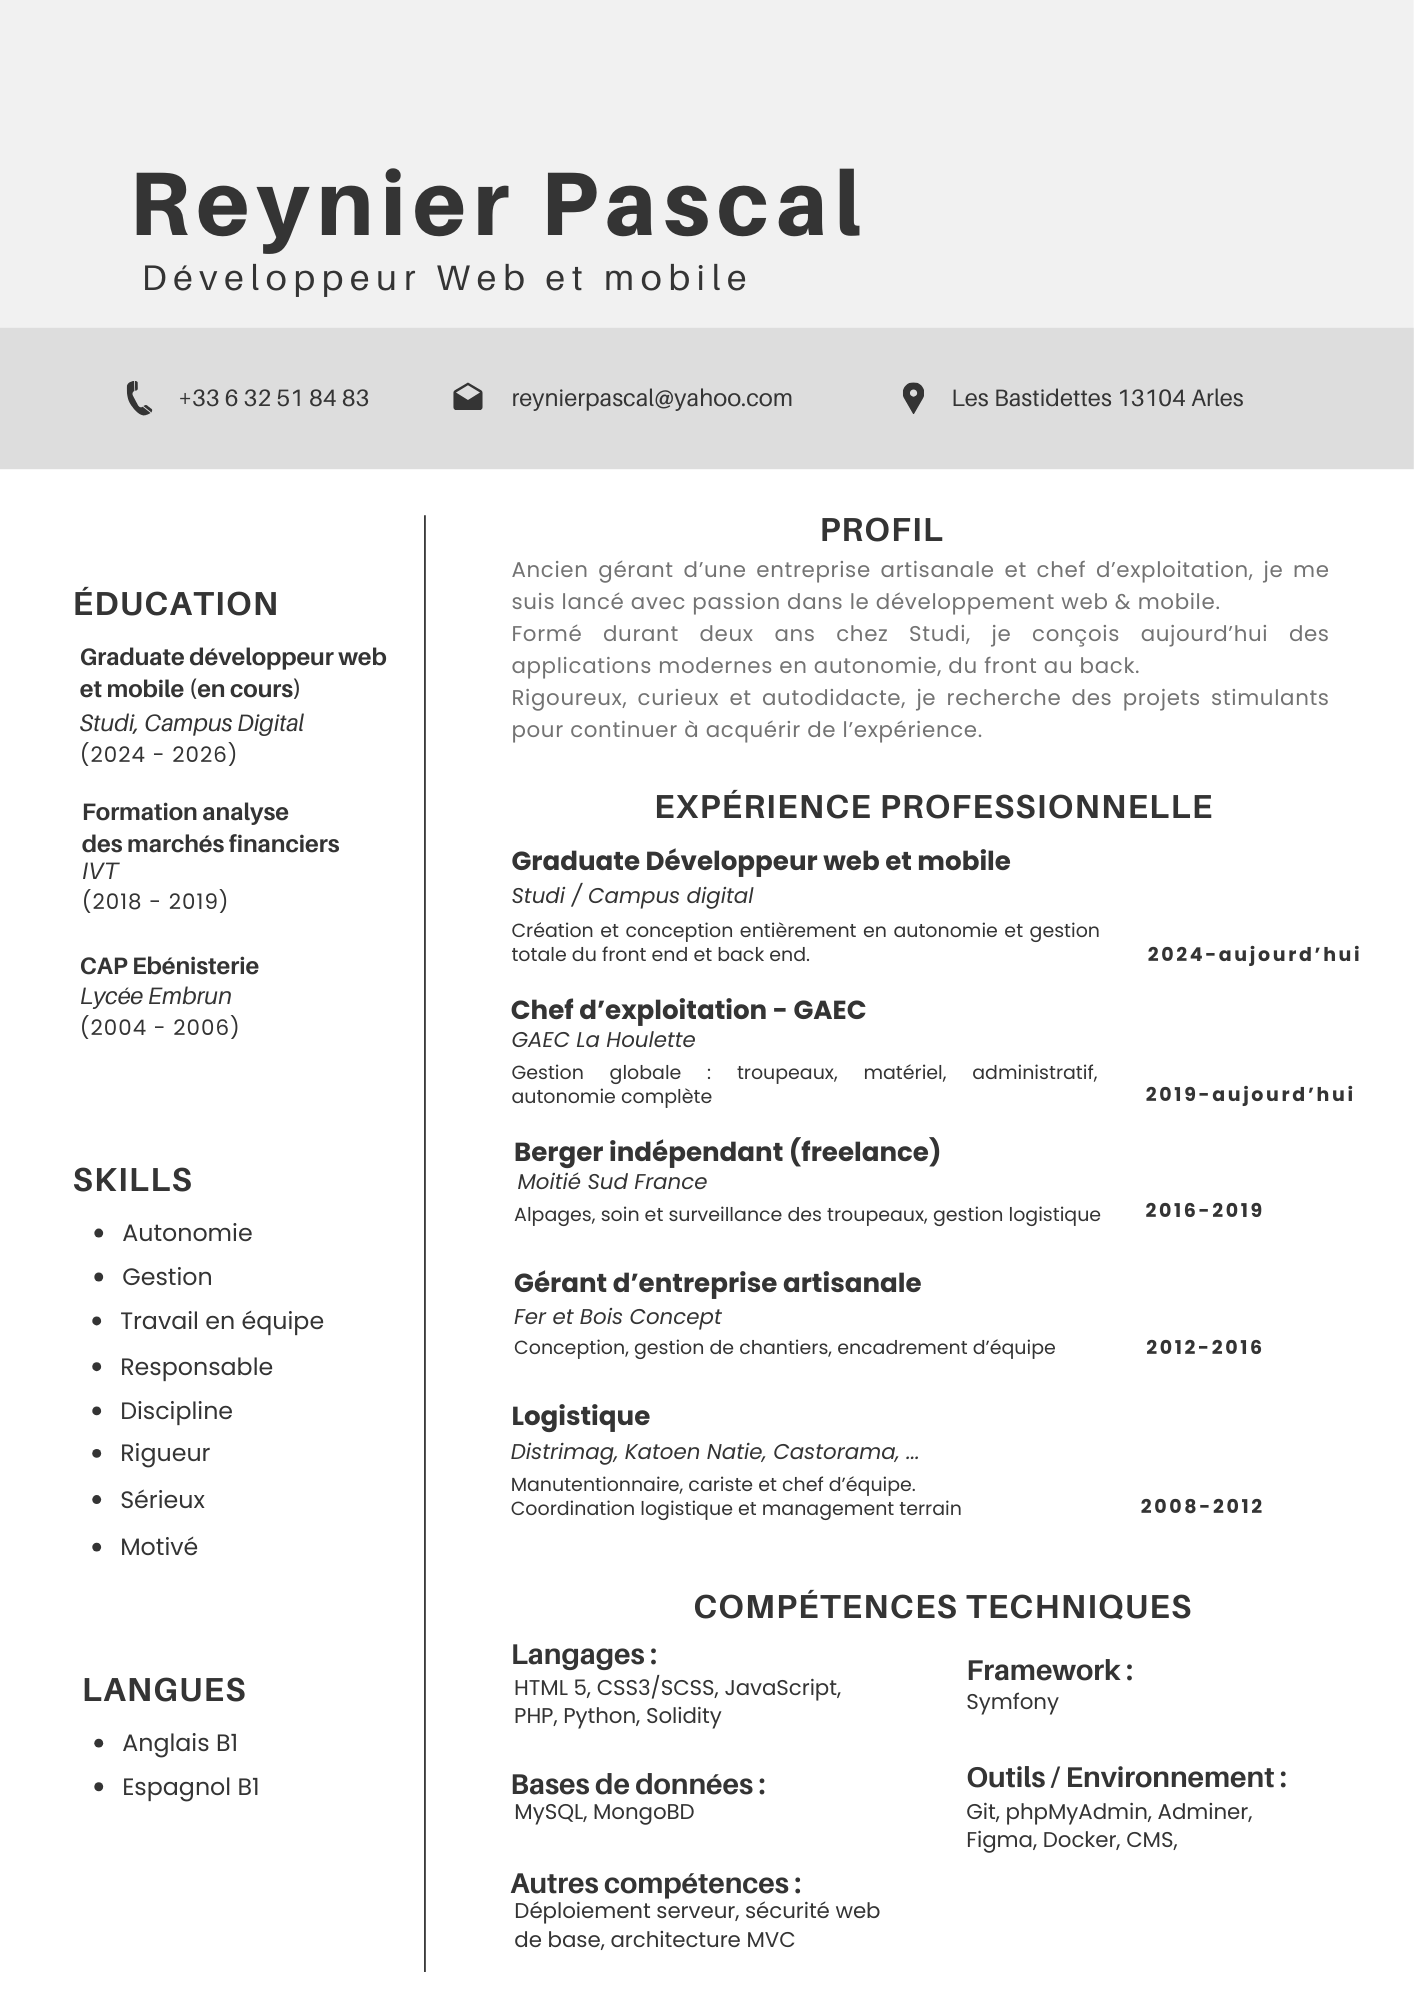 Reynier Pascal
Développeur Web et mobile
+33 6 32 51 84 83
reynierpascal@yahoo.com
Les Bastidettes 13104 Arles
ÉDUCATION
Graduate développeur web
et mobile (en cours)
Studi, Campus Digital
(2024 - 2026)
Formation analyse
des marchés financiers
IVT
(2018 - 2019)
CAP Ebénisterie
Lycée Embrun
(2004 - 2006)
SKILLS
• Autonomie
• Gestion
• Travail en équipe
• Responsable
• Discipline
• Rigueur
• Sérieux
• Motivé
LANGUES
• Anglais B1
• Espagnol B1
PROFIL
Ancien gérant d’une entreprise artisanale et chef d’exploitation, je me
suis lancé avec passion dans le développement web & mobile.
Formé durant deux ans chez Studi, je conçois aujourd’hui des
applications modernes en autonomie, du front au back.
Rigoureux, curieux et autodidacte, je recherche des projets stimulants
pour continuer à acquérir de l’expérience.
EXPÉRIENCE PROFESSIONNELLE
Graduate Développeur web et mobile
Studi / Campus digital
Création et conception entièrement en autonomie et gestion
totale du front end et back end.
2024-aujourd’hui
Chef d’exploitation - GAEC
GAEC La Houlette
Gestion globale : troupeaux, matériel, administratif,
autonomie complète
2019-aujourd’hui
Berger indépendant (freelance)
Moitié Sud France
Alpages, soin et surveillance des troupeaux, gestion logistique
2016-2019
Gérant d’entreprise artisanale
Fer et Bois Concept
Conception, gestion de chantiers, encadrement d’équipe
2012-2016
Logistique
Distrimag, Katoen Natie, Castorama, ...
Manutentionnaire, cariste et chef d’équipe.
Coordination logistique et management terrain
2008-2012
COMPÉTENCES TECHNIQUES
Langages :
HTML 5, CSS3/SCSS, JavaScript,
PHP, Python, Solidity
Framework :
Symfony
Bases de données :
MySQL, MongoBD
Outils / Environnement :
Git, phpMyAdmin, Adminer,
Figma, Docker, CMS,
Autres compétences :
Déploiement serveur, sécurité web
de base, architecture MVC